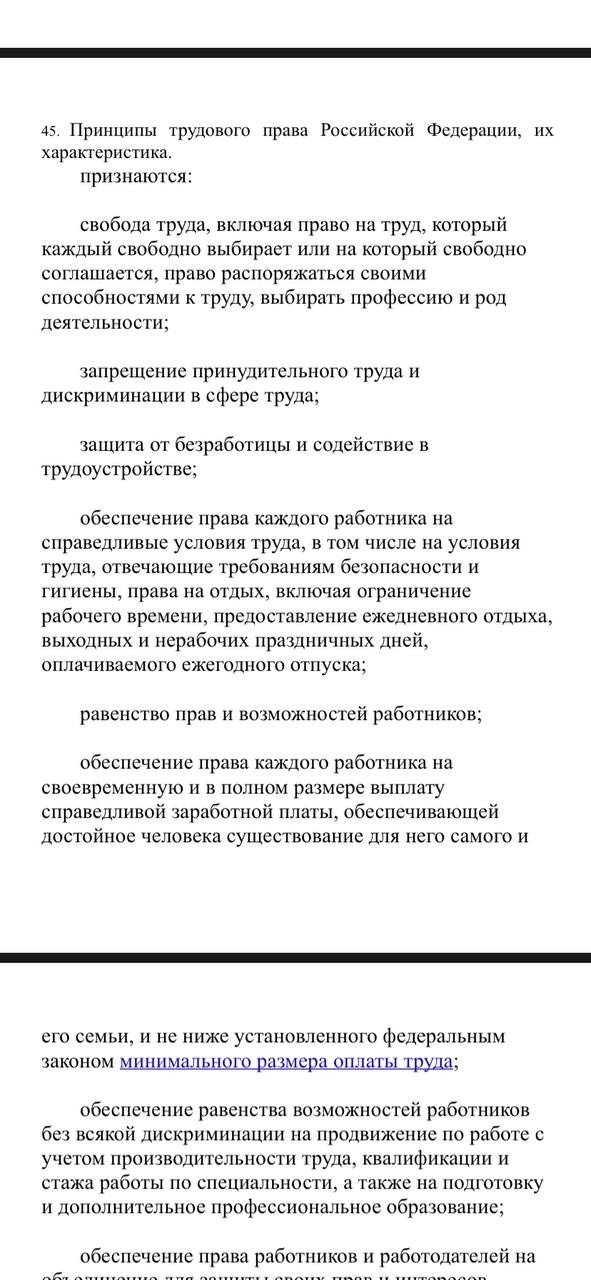 45. Принципы трудового права Российской Федерации, их
характеристика.
признаются:
свобода труда, включая право на труд, который
каждый свободно выбирает или на который свободно
соглашается, право распоряжаться своими
способностями к труду, выбирать профессию и род
деятельности;
запрещение принудительного труда и
дискриминации в сфере труда;
защита от безработицы и содействие в
трудоустройстве;
обеспечение права каждого работника на
справедливые условия труда, в том числе на условия
труда, отвечающие требованиям безопасности и
гигиены, права на отдых, включая ограничение
рабочего времени, предоставление ежедневного отдыха,
выходных и нерабочих праздничных дней,
оплачиваемого ежегодного отпуска;
равенство прав и возможностей работников;
обеспечение права каждого работника на
своевременную и в полном размере выплату
справедливой заработной платы, обеспечивающей
достойное человека существование для него самого и
его семьи, и не ниже установленного федеральным
законом минимального размера оплаты труда;
обеспечение равенства возможностей работников
без всякой дискриминации на продвижение по работе с
учетом производительности труда, квалификации и
стажа работы по специальности, а также на подготовку
и дополнительное профессиональное образование;
обеспечение права работников и работодателей на
объединение для защиты своих прав и интересов